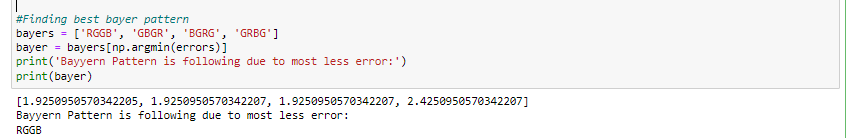 #Finding best bayer pattern
bayers = ['RGGB', 'GBGR', 'BGRG', 'GRBG']
bayer = bayers[np.argmin(errors)]
print('Bayyern Pattern is following due to most less error:')
print(bayer)
[1.9250950570342205, 1.9250950570342207, 1.9250950570342207, 2.4250950570342207]
Bayyern Pattern is following due to most less error:
RGGB